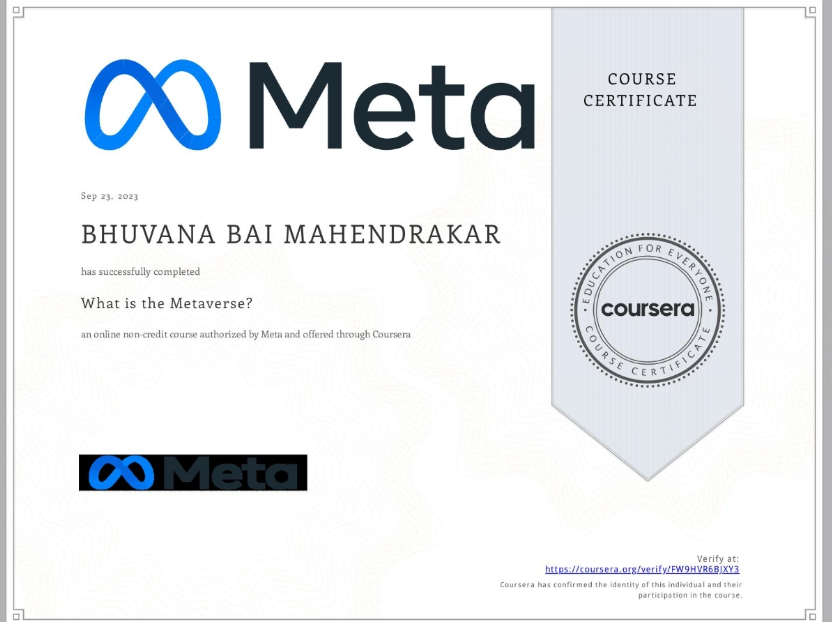 Meta
COURSE
CERTIFICATE
Sep 23, 2023
BHUVANA BAI MAHENDRAKAR
has successfully completed
What is the Metaverse?
an online non-credit course authorized by Meta and offered through Coursera
EDUCATION FOR EVERYONE
coursera
COURSE CERTIFICATE
Meta
Verify at:
https://coursera.org/verify/FW9HVR6BJXY3
Coursera has confirmed the identity of this individual and their
participation in the course.